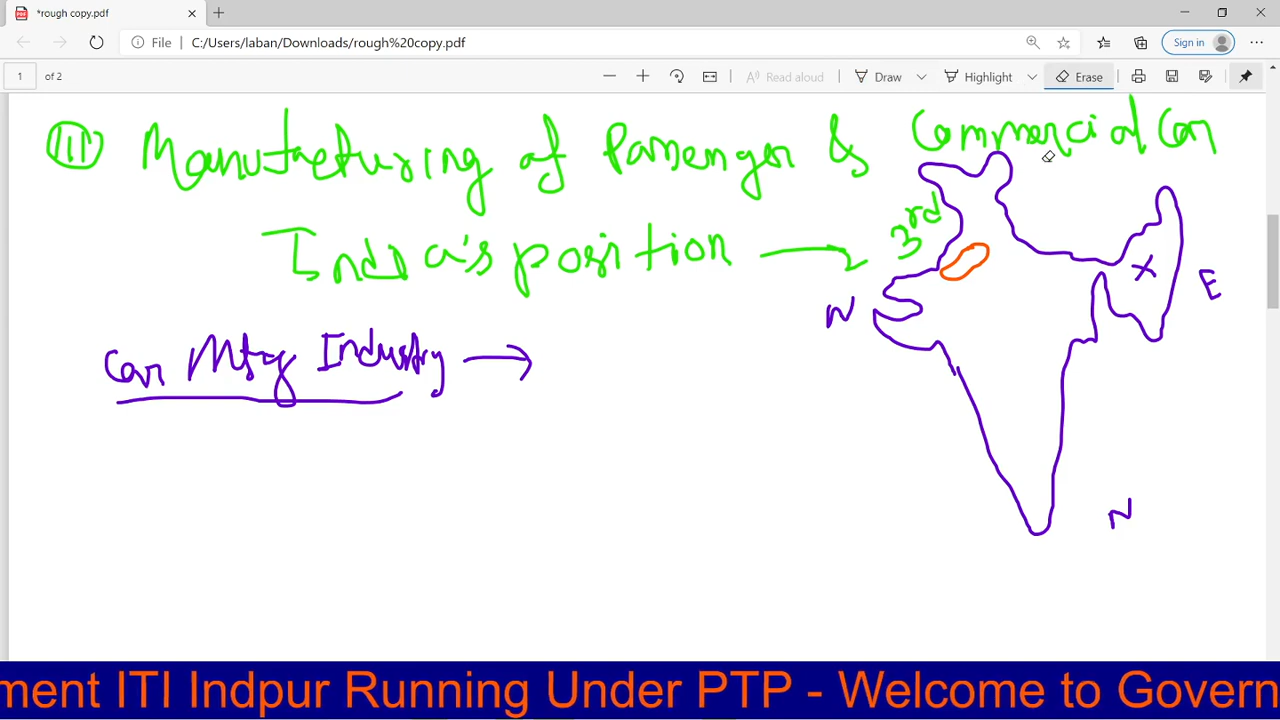 *rough copy.pdf
File C:/Users/laban/Downloads/rough%20copy.pdf Sign in
1 of 2 Read aloud Draw Highlight Erase
III Manufacturing of Passenger & Commercial Car
India's position → 3rd
Car Mfg Industry →
X
E
N
N
ment ITI Indpur Running Under PTP - Welcome to Govern